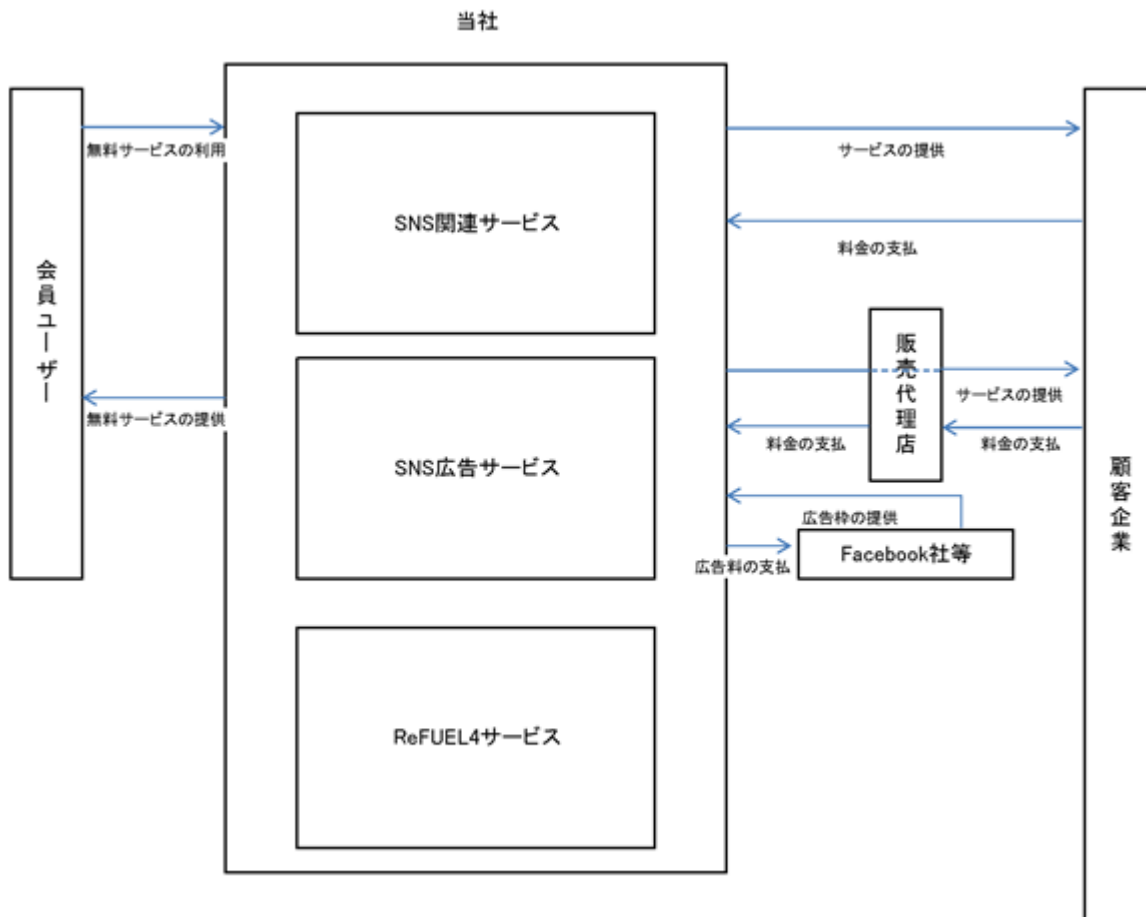 当社
無料サービスの利用
サービスの提供
SNS関連サービス
料金の支払
会員ユーザー
販売代理店
サービスの提供
無料サービスの提供
料金の支払
料金の支払
SNS広告サービス
顧客企業
広告枠の提供
Facebook社等
広告料の支払
ReFUEL4サービス